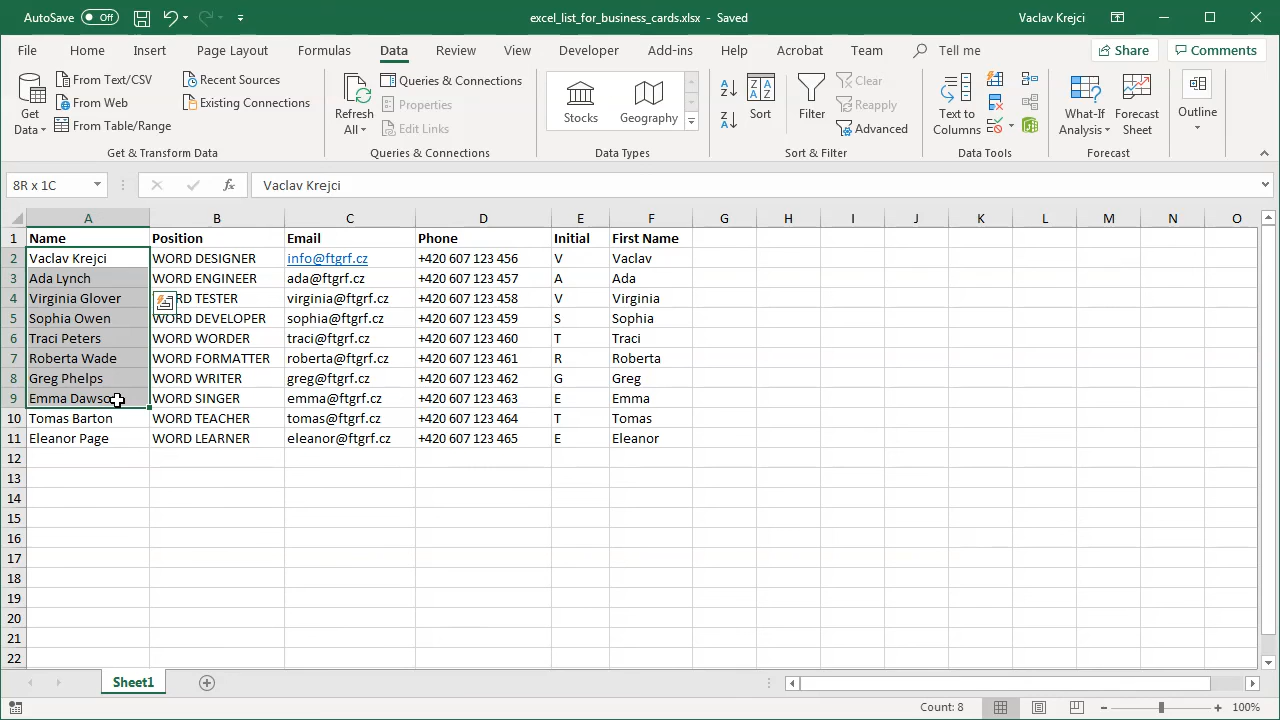 AutoSave Off excel_list_for_business_cards.xlsx - Saved Vaclav Krejci
File Home Insert Page Layout Formulas Data Review View Developer Add-ins Help Acrobat Team Tell me Share Comments
Get Data
From Text/CSV
From Web
From Table/Range
Recent Sources
Existing Connections
Get & Transform Data
Refresh All
Queries & Connections
Properties
Edit Links
Queries & Connections
Stocks
Geography
Data Types
Sort
Filter
Clear
Reapply
Advanced
Sort & Filter
Text to Columns
Data Tools
What-If Analysis
Forecast Sheet
Forecast
Outline
8R x 1C fx Vaclav Krejci
A B C D E F G H I J K L M N O
1 Name Position Email Phone Initial First Name
2 Vaclav Krejci WORD DESIGNER info@ftgrf.cz +420 607 123 456 V Vaclav
3 Ada Lynch WORD ENGINEER ada@ftgrf.cz +420 607 123 457 A Ada
4 Virginia Glover RD TESTER virginia@ftgrf.cz +420 607 123 458 V Virginia
5 Sophia Owen WORD DEVELOPER sophia@ftgrf.cz +420 607 123 459 S Sophia
6 Traci Peters WORD WORDER traci@ftgrf.cz +420 607 123 460 T Traci
7 Roberta Wade WORD FORMATTER roberta@ftgrf.cz +420 607 123 461 R Roberta
8 Greg Phelps WORD WRITER greg@ftgrf.cz +420 607 123 462 G Greg
9 Emma Dawso WORD SINGER emma@ftgrf.cz +420 607 123 463 E Emma
10 Tomas Barton WORD TEACHER tomas@ftgrf.cz +420 607 123 464 T Tomas
11 Eleanor Page WORD LEARNER eleanor@ftgrf.cz +420 607 123 465 E Eleanor
12
13
14
15
16
17
18
19
20
21
22
Sheet1
Count: 8 100%